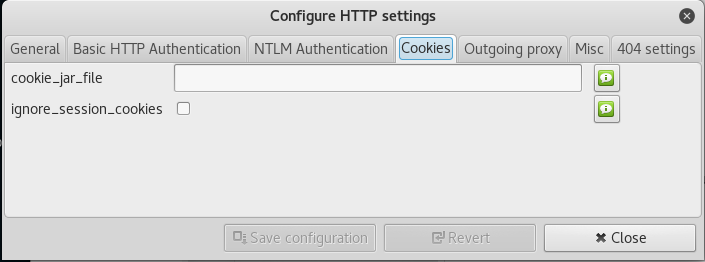 Configure HTTP settings
General Basic HTTP Authentication NTLM Authentication Cookies Outgoing proxy Misc 404 settings
cookie_jar_file
ignore_session_cookies
Save configuration Revert Close